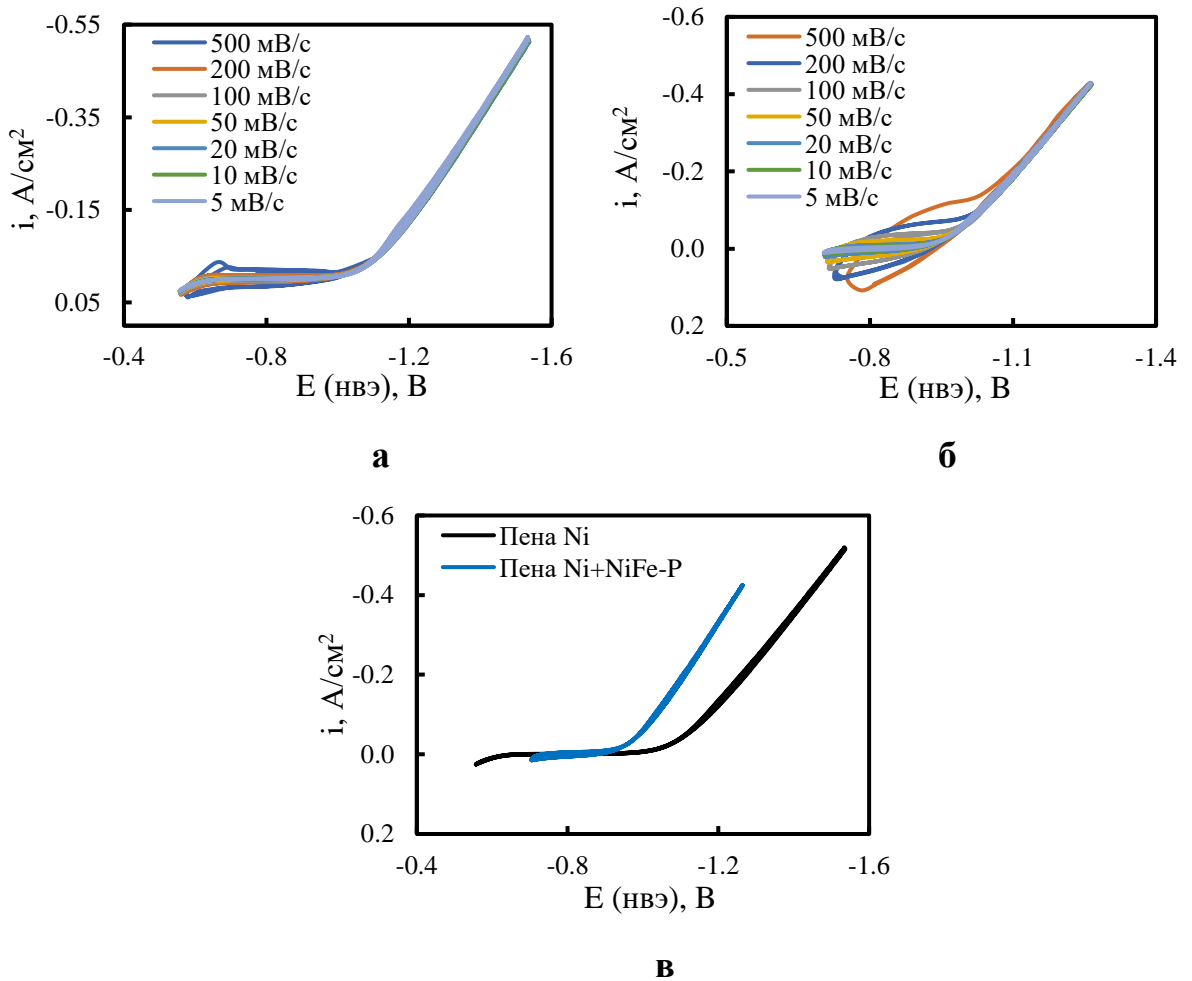 -0.55
-0.35
-0.15
0.05
i, А/см2
500 мВ/с
200 мВ/с
100 мВ/с
50 мВ/с
20 мВ/с
10 мВ/с
5 мВ/с
-0.4
-0.8
-1.2
-1.6
Е (нвэ), В
а
-0.6
-0.4
-0.2
0.0
0.2
i, А/см2
500 мВ/с
200 мВ/с
100 мВ/с
50 мВ/с
20 мВ/с
10 мВ/с
5 мВ/с
-0.5
-0.8
-1.1
-1.4
Е (нвэ), В
б
-0.6
-0.4
-0.2
0.0
0.2
i, А/см2
Пена Ni
Пена Ni+NiFe-P
-0.4
-0.8
-1.2
-1.6
Е (нвэ), В
в